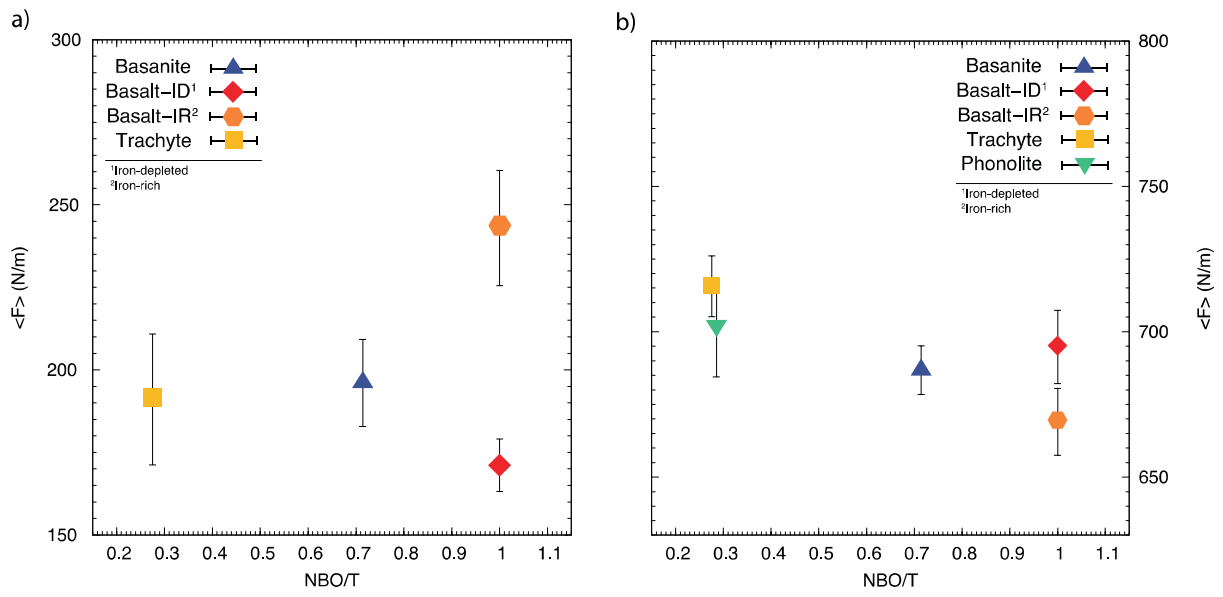 a)
300
250
200
150
<F> (N/m)
Basanite
Basalt-ID¹
Basalt-IR²
Trachyte
¹Iron-depleted
²Iron-rich
0.2 0.3 0.4 0.5 0.6 0.7 0.8 0.9 1 1.1
NBO/T
b)
800
750
700
650
<F> (N/m)
Basanite
Basalt-ID¹
Basalt-IR²
Trachyte
Phonolite
¹Iron-depleted
²Iron-rich
0.2 0.3 0.4 0.5 0.6 0.7 0.8 0.9 1 1.1
NBO/T